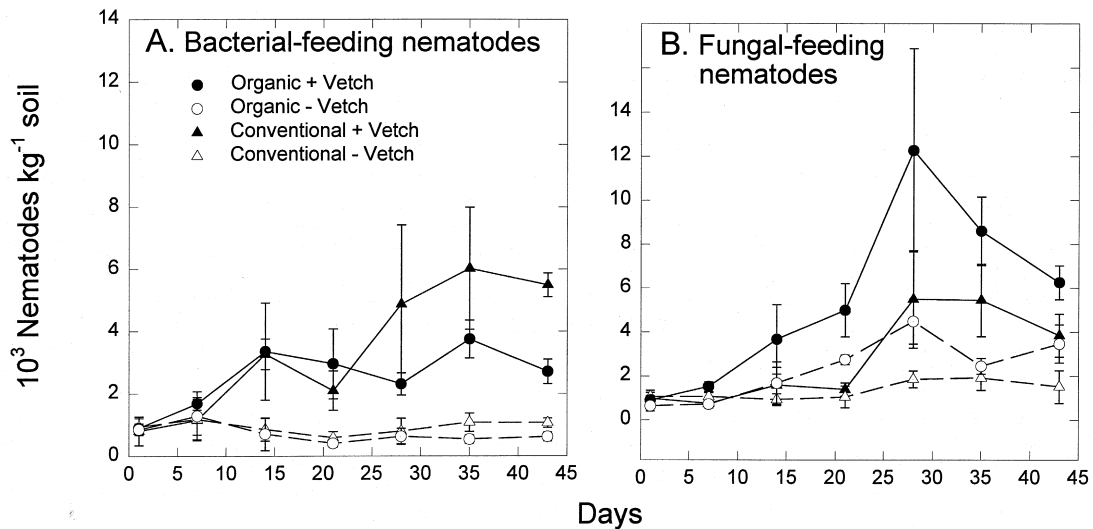 10³ Nematodes kg⁻¹ soil
14
12
10
8
6
4
2
0
A. Bacterial-feeding nematodes
Organic + Vetch
Organic - Vetch
Conventional + Vetch
Conventional - Vetch
0 5 10 15 20 25 30 35 40 45
B. Fungal-feeding
nematodes
14
12
10
8
6
4
2
0
0 5 10 15 20 25 30 35 40 45
Days